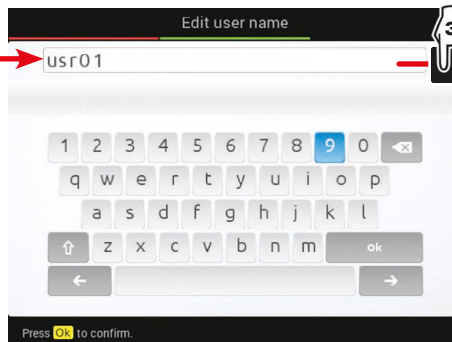 Edit user name
3
usr01
1 2 3 4 5 6 7 8 9 0
q w e r t y u i o p
a s d f g h j k l
z x c v b n m ok
Press Ok to confirm.